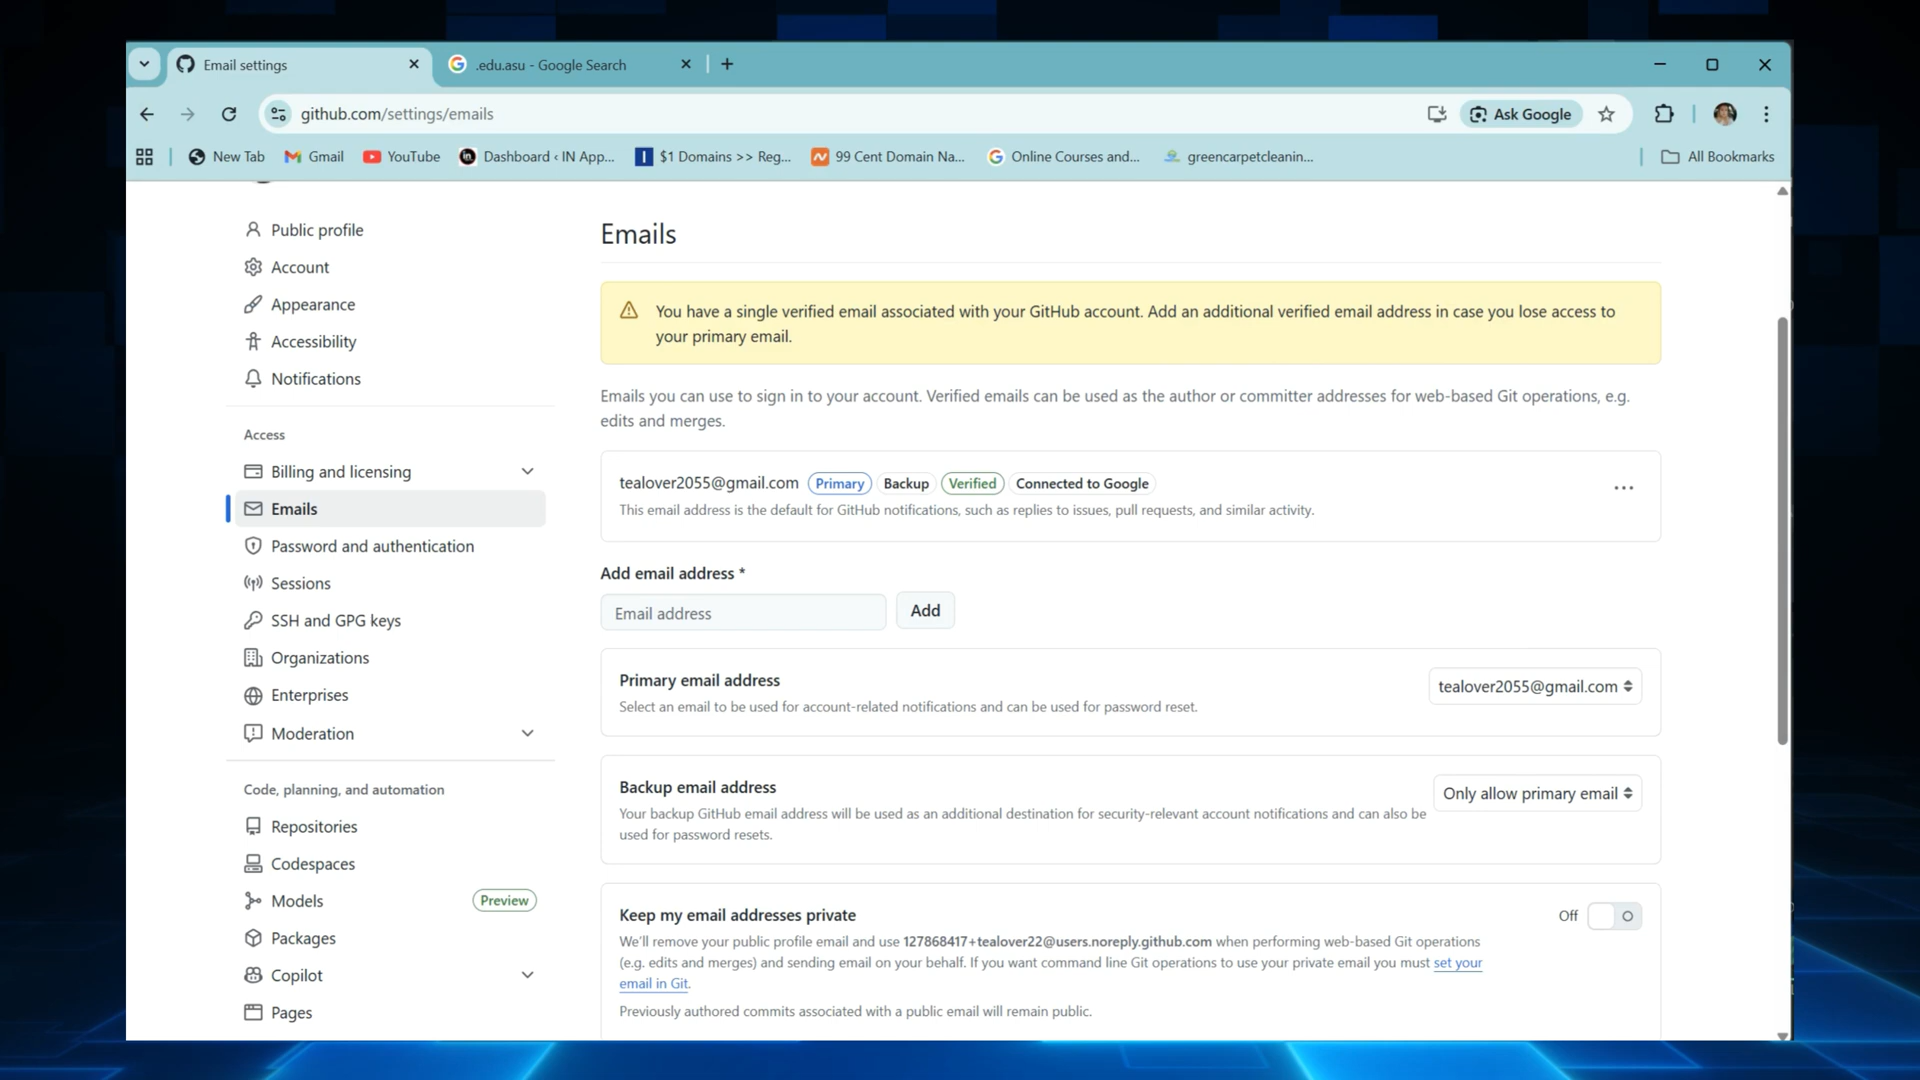 Email settings
.edu.asu - Google Search
github.com/settings/emails
Ask Google
New Tab
Gmail
YouTube
Dashboard ‹ IN App...
$1 Domains >> Reg...
99 Cent Domain Na...
Online Courses and...
greencarpetcleanin...
All Bookmarks
Public profile
Account
Appearance
Accessibility
Notifications
Access
Billing and licensing
Emails
Password and authentication
Sessions
SSH and GPG keys
Organizations
Enterprises
Moderation
Code, planning, and automation
Repositories
Codespaces
Models
Preview
Packages
Copilot
Pages
Emails
You have a single verified email associated with your GitHub account. Add an additional verified email address in case you lose access to
your primary email.
Emails you can use to sign in to your account. Verified emails can be used as the author or committer addresses for web-based Git operations, e.g.
edits and merges.
tealover2055@gmail.com Primary Backup Verified Connected to Google
This email address is the default for GitHub notifications, such as replies to issues, pull requests, and similar activity.
Add email address *
Email address
Add
Primary email address
Select an email to be used for account-related notifications and can be used for password reset.
tealover2055@gmail.com
Backup email address
Your backup GitHub email address will be used as an additional destination for security-relevant account notifications and can also be
used for password resets.
Only allow primary email
Keep my email addresses private
Off
We'll remove your public profile email and use 127868417+tealover22@users.noreply.github.com when performing web-based Git operations
(e.g. edits and merges) and sending email on your behalf. If you want command line Git operations to use your private email you must set your
email in Git.
Previously authored commits associated with a public email will remain public.